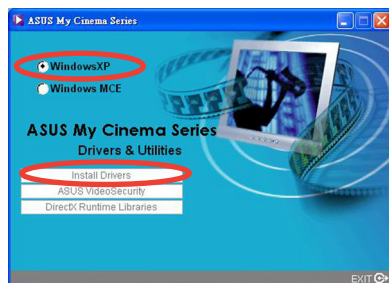 ASUS My Cinema Series
WindowsXP
Windows MCE
ASUS My Cinema Series
Drivers & Utilities
Install Drivers
ASUS VideoSecurity
DirectX Runtime Libraries
EXIT